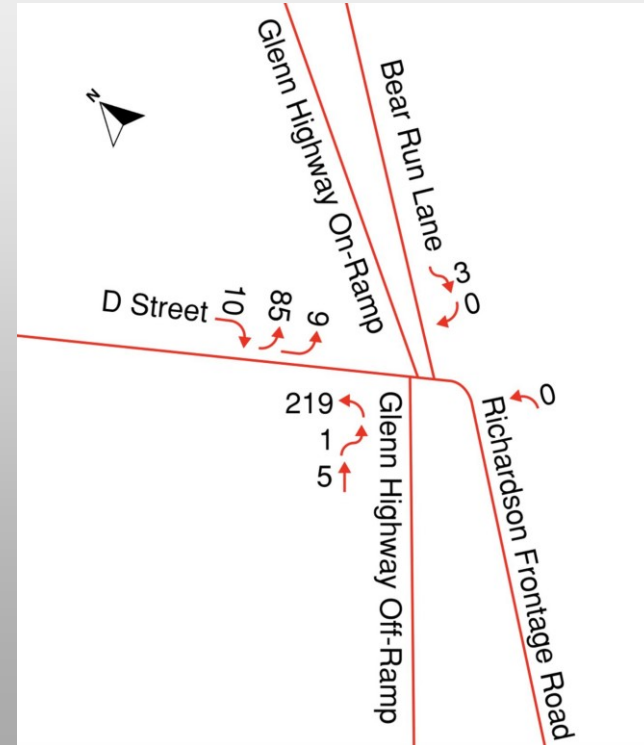 N
Glenn Highway On-Ramp
Bear Run Lane
3
0
D Street
10
85
9
219
1
5
Glenn Highway Off-Ramp
0
Richardson Frontage Road